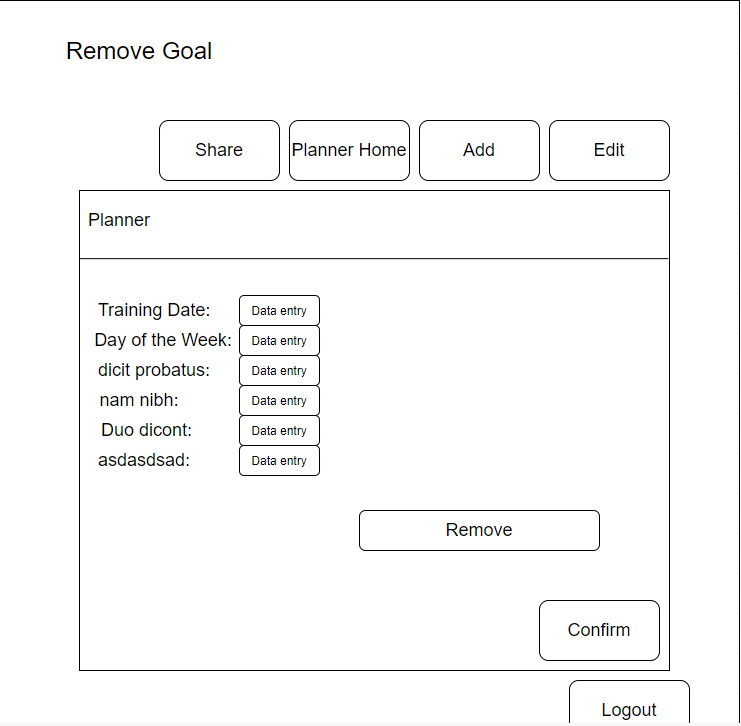 Remove Goal
Share Planner Home Add Edit
Planner
Training Date: Data entry
Day of the Week: Data entry
dicit probatus: Data entry
nam nibh: Data entry
Duo dicont: Data entry
asdasdsad: Data entry
Remove
Confirm
Logout